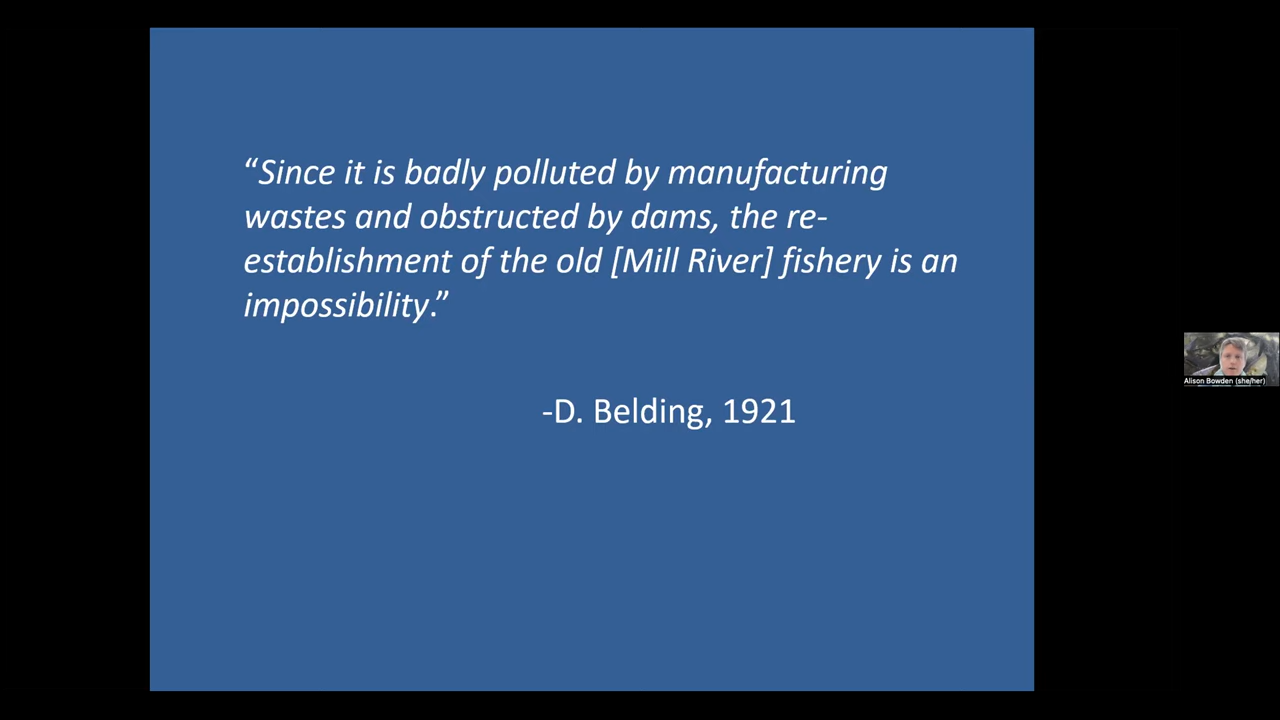 “Since it is badly polluted by manufacturing
wastes and obstructed by dams, the re-
establishment of the old [Mill River] fishery is an
impossibility.”
-D. Belding, 1921
Alison Bowden (she/her)